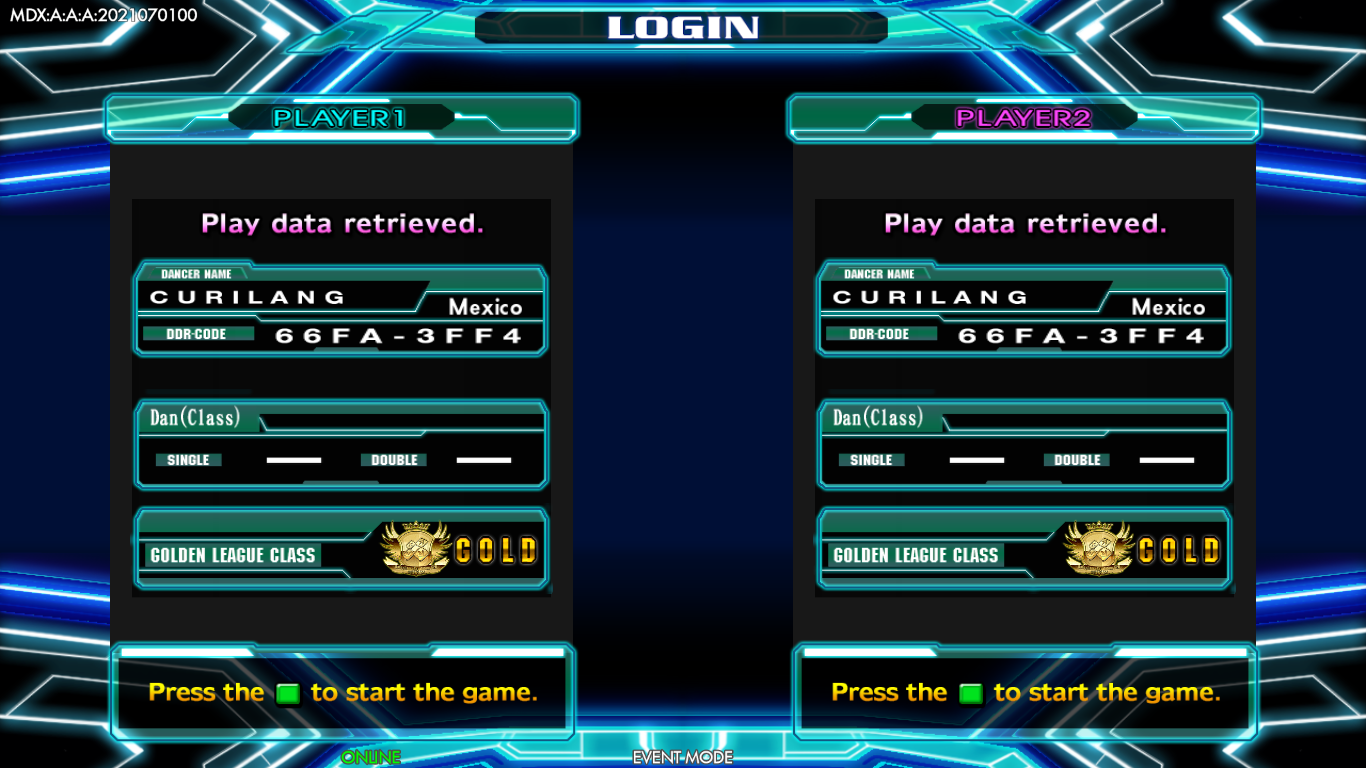 MDX:A:A:A:2021070100
LOGIN
PLAYER1
Play data retrieved.
DANCER NAME
CURILANG
Mexico
DDR-CODE 66FA-3FF4
Dan(Class)
SINGLE — DOUBLE —
GOLDEN LEAGUE CLASS GOLD
Press the to start the game.
PLAYER2
Play data retrieved.
DANCER NAME
CURILANG
Mexico
DDR-CODE 66FA-3FF4
Dan(Class)
SINGLE — DOUBLE —
GOLDEN LEAGUE CLASS GOLD
Press the to start the game.
ONLINE
EVENT MODE